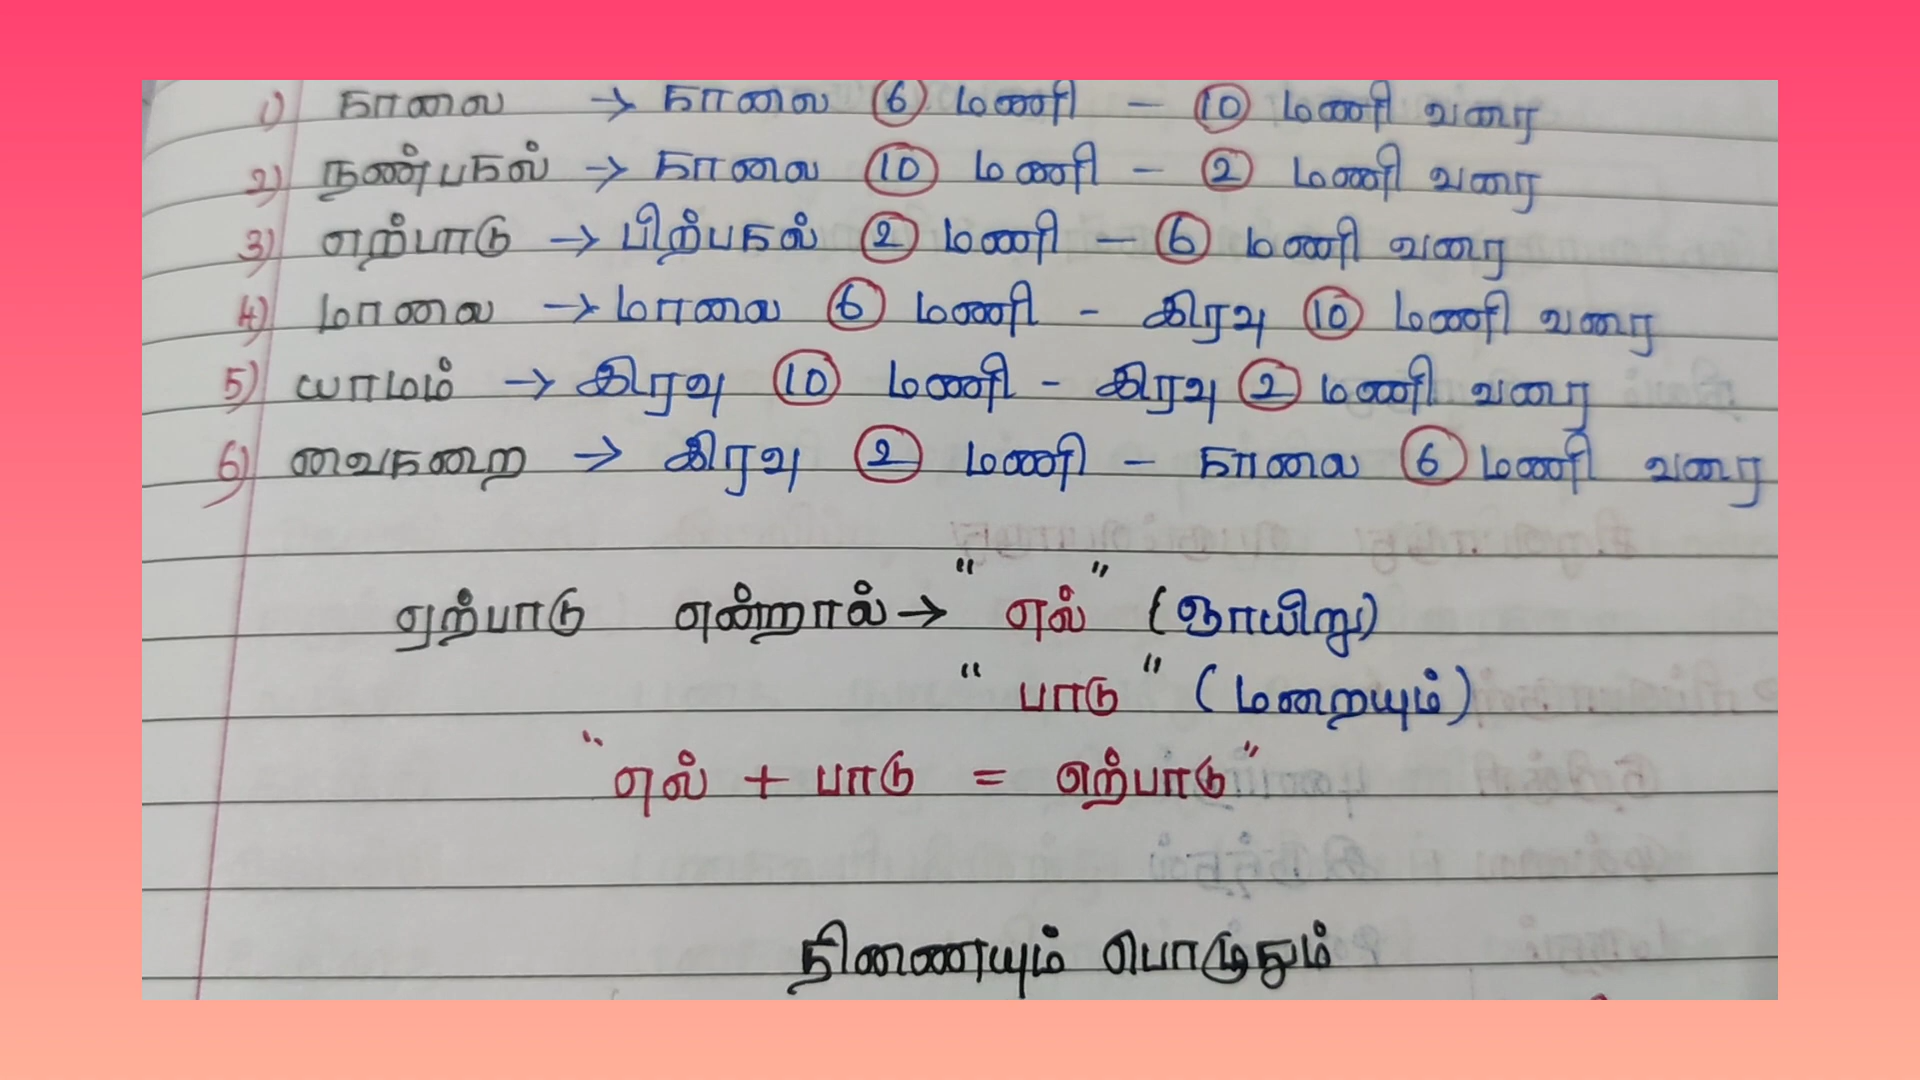 1) காலை → காலை 6 மணி – 10 மணி வரை
2) நண்பகல் → காலை 10 மணி – 2 மணி வரை
3) எற்பாடு → பிற்பகல் 2 மணி – 6 மணி வரை
4) மாலை → மாலை 6 மணி – இரவு 10 மணி வரை
5) யாமம் → இரவு 10 மணி – இரவு 2 மணி வரை
6) வைகறை → இரவு 2 மணி – காலை 6 மணி வரை
ஏற்பாடு என்றால் → "எல்" (ஞாயிறு)
"பாடு" (மறையும்)
"எல் + பாடு = எற்பாடு"
திணையும் பொழுதும்